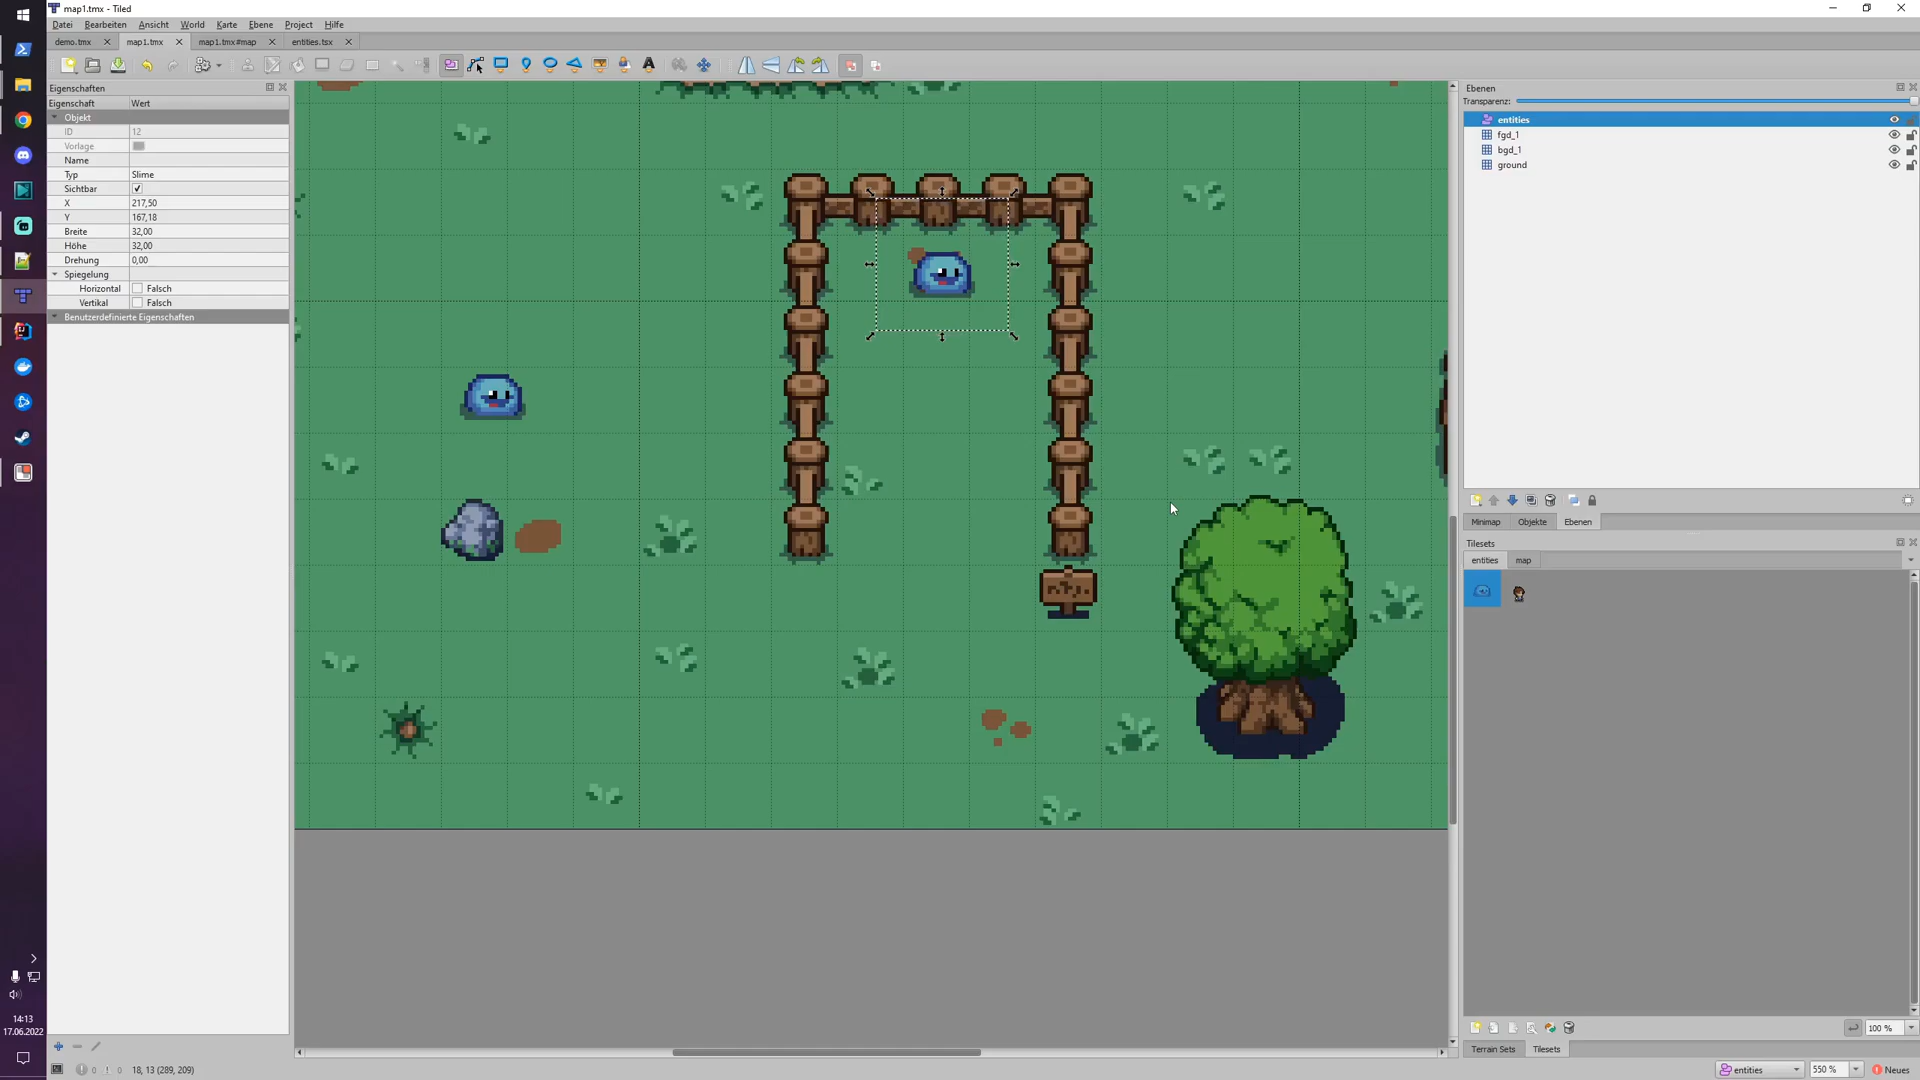 map1.tmx - Tiled
Datei Bearbeiten Ansicht World Karte Ebene Project Hilfe
demo.tmx map1.tmx map1.tmx#map entities.tsx
Eigenschaften
Eigenschaft Wert
Objekt
ID 12
Vorlage
Name
Typ Slime
Sichtbar
X 217,50
Y 167,18
Breite 32,00
Höhe 32,00
Drehung 0,00
Spiegelung
Horizontal Falsch
Vertikal Falsch
Benutzerdefinierte Eigenschaften
Ebenen
Transparenz:
entities
fgd_1
bgd_1
ground
Minimap Objekte Ebenen
Tilesets
entities map
100 %
Terrain Sets Tilesets
14:13
17.06.2022
0 0 18, 13 (289, 209)
entities 550 % Neues